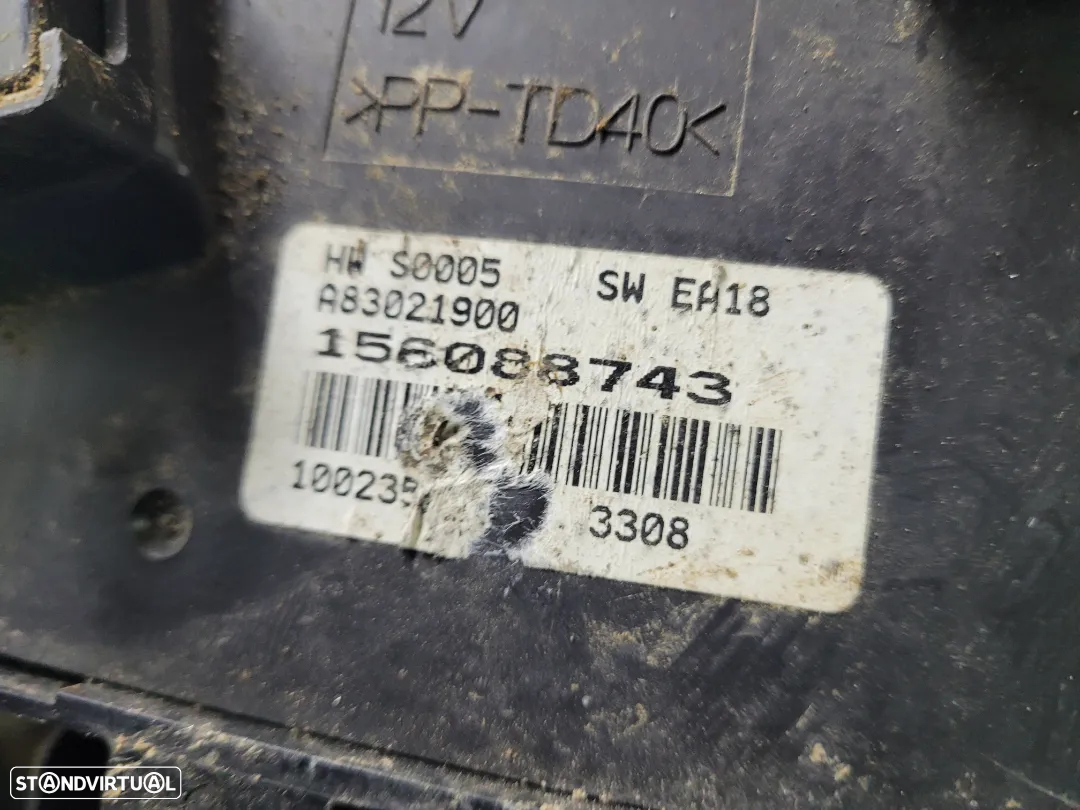 12V
>PP-TD40<
HW S0005 SW EA18
A83021900
156088743
3308
STANDVIRTUAL